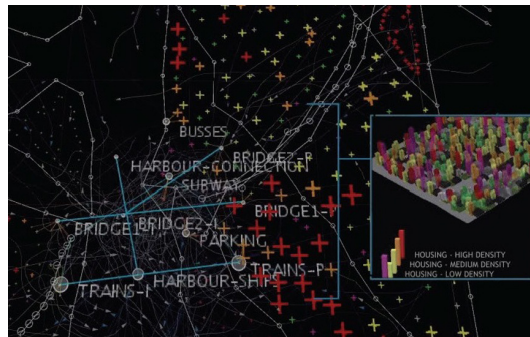 BUSSES
BRIDGE2-P
HARBOUR-CONNECTION
SUBWAY
BRIDGE1-P
BRIDGE2-I
BRIDGE1-I
PARKING
TRAINS-P
HARBOUR-SHIPS
TRAINS-I
HOUSING - HIGH DENSITY
HOUSING - MEDIUM DENSITY
HOUSING - LOW DENSITY